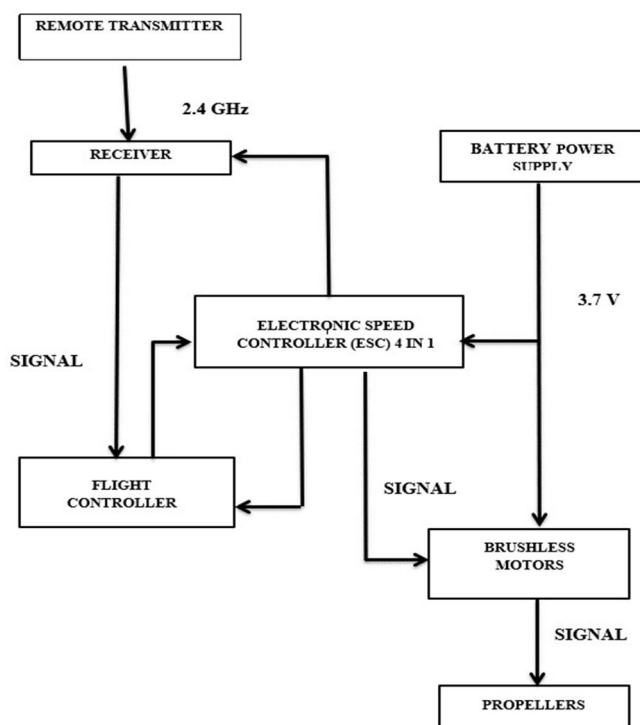 REMOTE TRANSMITTER
2.4 GHz
RECEIVER
BATTERY POWER
SUPPLY
3.7 V
ELECTRONIC SPEED
CONTROLLER (ESC) 4 IN 1
SIGNAL
FLIGHT
CONTROLLER
SIGNAL
BRUSHLESS
MOTORS
SIGNAL
PROPELLERS